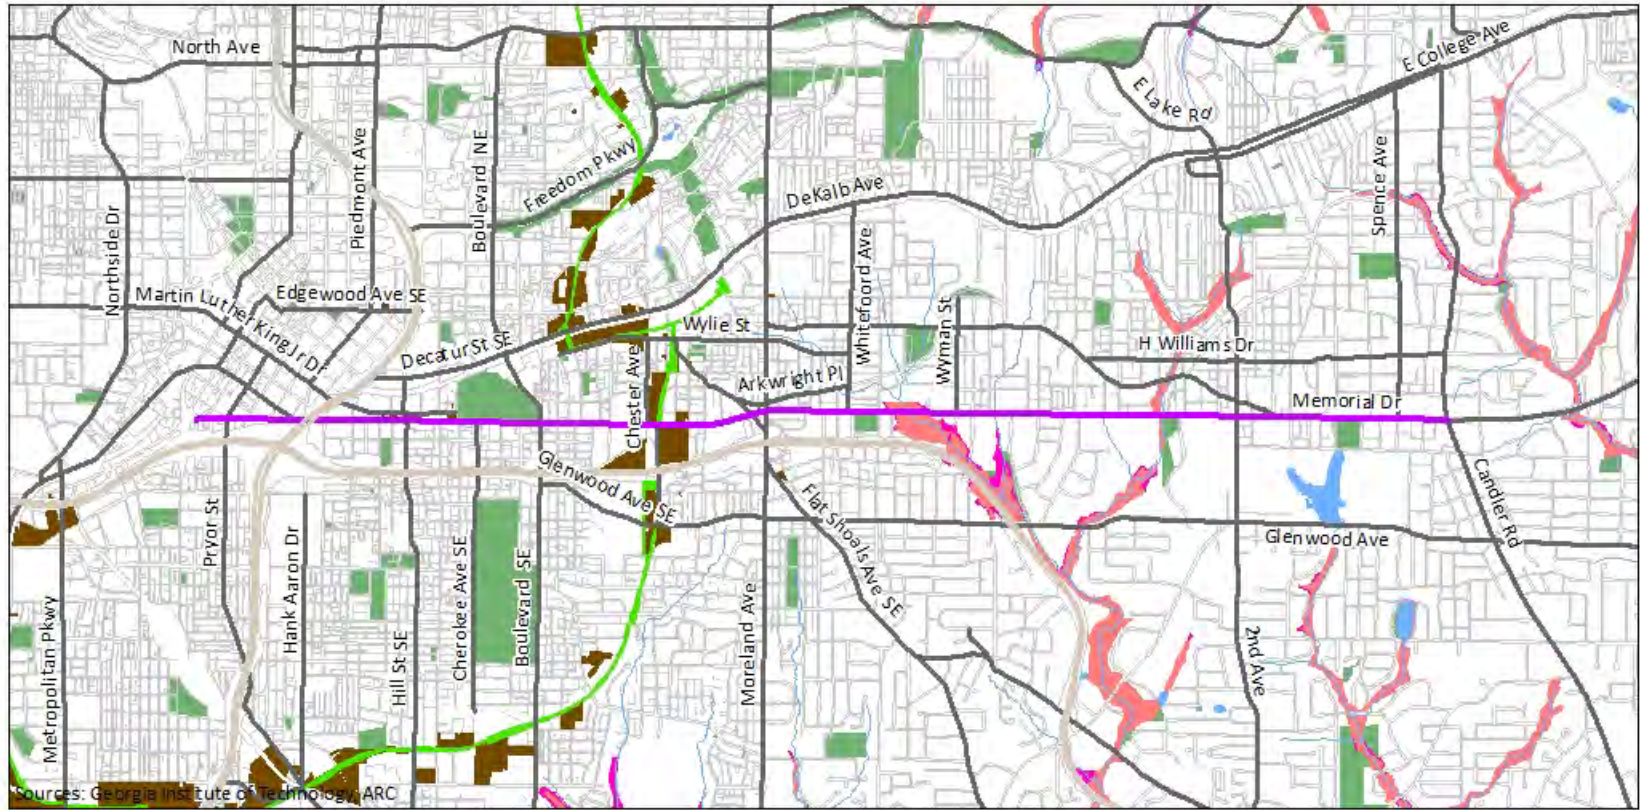 North Ave
E College Ave
E Lake Rd
Piedmont Ave
Boulevard NE
Freedom Pkwy
Spence Ave
DeKalb Ave
Northside Dr
Whitefoord Ave
Martin Luther King Jr Dr
Edgewood Ave SE
Wylie St
Wyman St
Decatur St SE
H Williams Dr
Chester Ave
Arkwright Pl
Memorial Dr
Glenwood Ave SE
Candler Rd
Flat Shoals Ave SE
Pryor St
Hank Aaron Dr
Glenwood Ave
Cherokee Ave SE
Boulevard SE
Metropolitan Pkwy
Hill St SE
Moreland Ave
2nd Ave
Sources: Georgia Institute of Technology, ARC